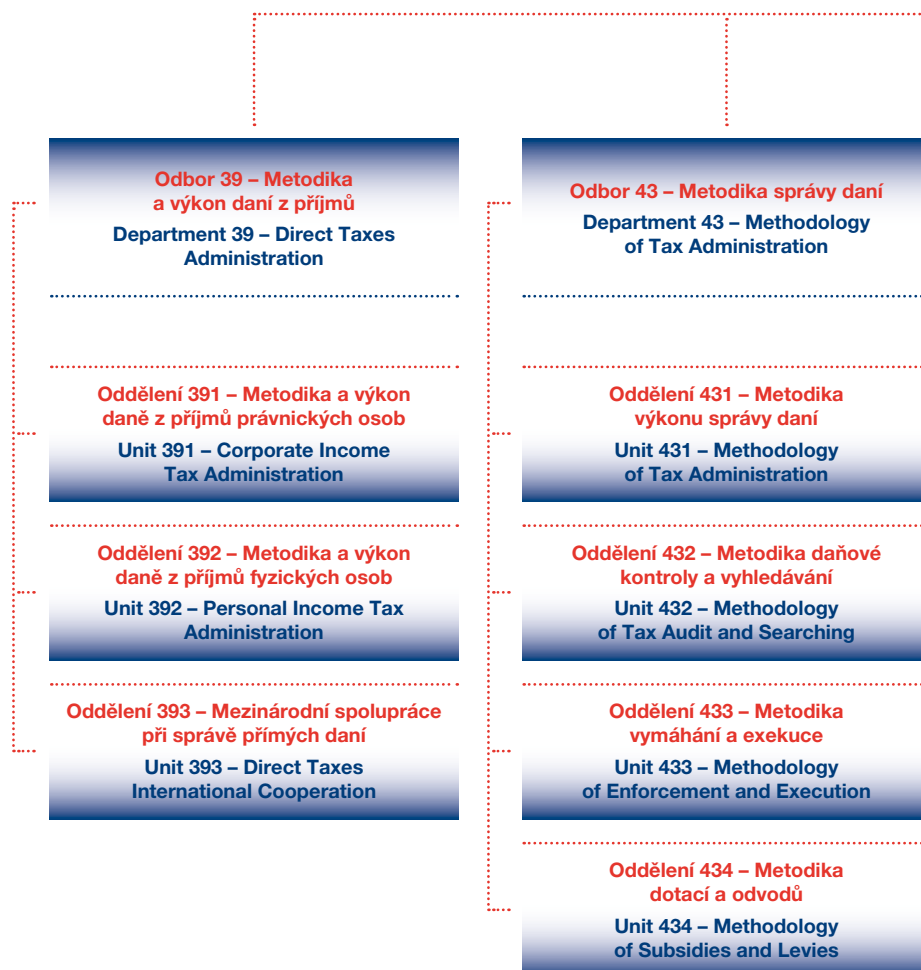 Odbor 39 – Metodika
a výkon daní z příjmů
Department 39 – Direct Taxes
Administration
Oddělení 391 – Metodika a výkon
daně z příjmů právnických osob
Unit 391 – Corporate Income
Tax Administration
Oddělení 392 – Metodika a výkon
daně z příjmů fyzických osob
Unit 392 – Personal Income Tax
Administration
Oddělení 393 – Mezinárodní spolupráce
při správě přímých daní
Unit 393 – Direct Taxes
International Cooperation
Odbor 43 – Metodika správy daní
Department 43 – Methodology
of Tax Administration
Oddělení 431 – Metodika
výkonu správy daní
Unit 431 – Methodology
of Tax Administration
Oddělení 432 – Metodika daňové
kontroly a vyhledávání
Unit 432 – Methodology
of Tax Audit and Searching
Oddělení 433 – Metodika
vymáhání a exekuce
Unit 433 – Methodology
of Enforcement and Execution
Oddělení 434 – Metodika
dotací a odvodů
Unit 434 – Methodology
of Subsidies and Levies